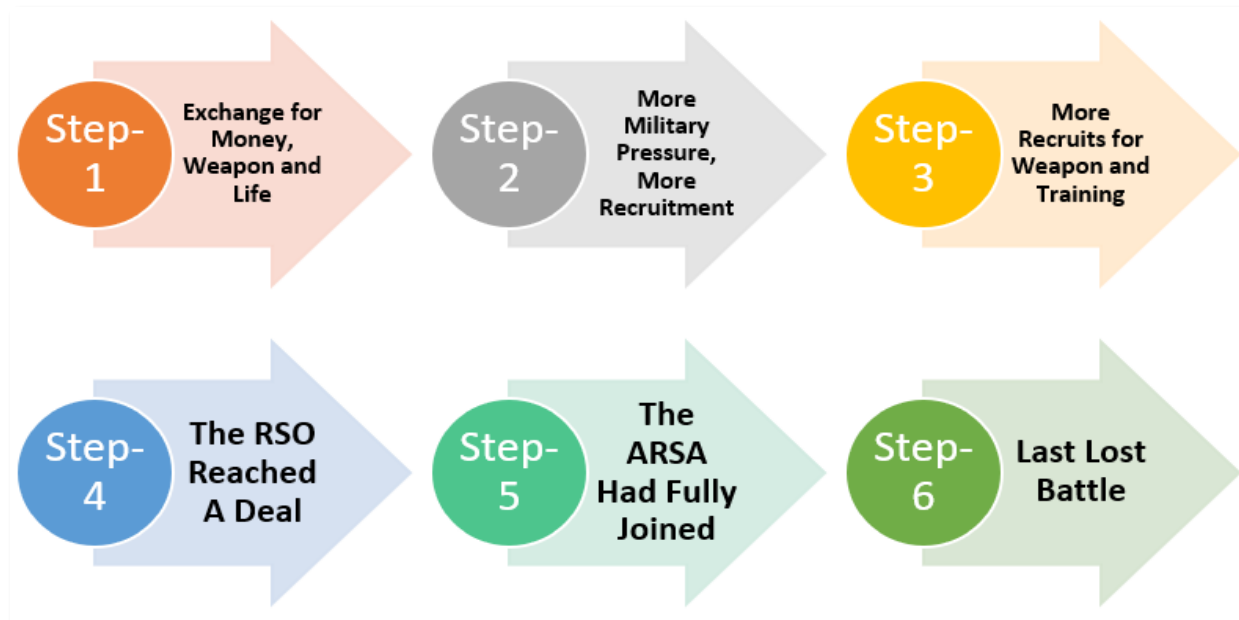 Step-
1
Exchange for
Money,
Weapon and
Life
Step-
2
More
Military
Pressure,
More
Recruitment
Step-
3
More
Recruits for
Weapon and
Training
Step-
4
The RSO
Reached
A Deal
Step-
5
The
ARSA
Had Fully
Joined
Step-
6
Last Lost
Battle